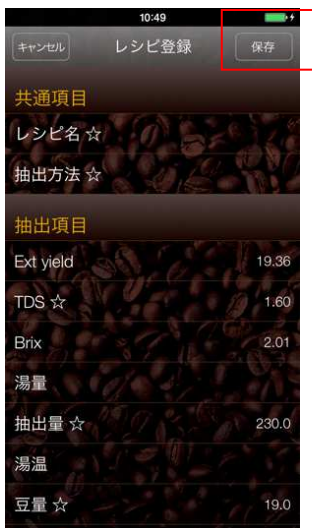 10:49
キャンセル レシピ登録 保存
共通項目
レシピ名 ☆
抽出方法 ☆
抽出項目
Ext yield 19.36
TDS ☆ 1.60
Brix 2.01
湯量
抽出量 ☆ 230.0
湯温
豆量 ☆ 19.0